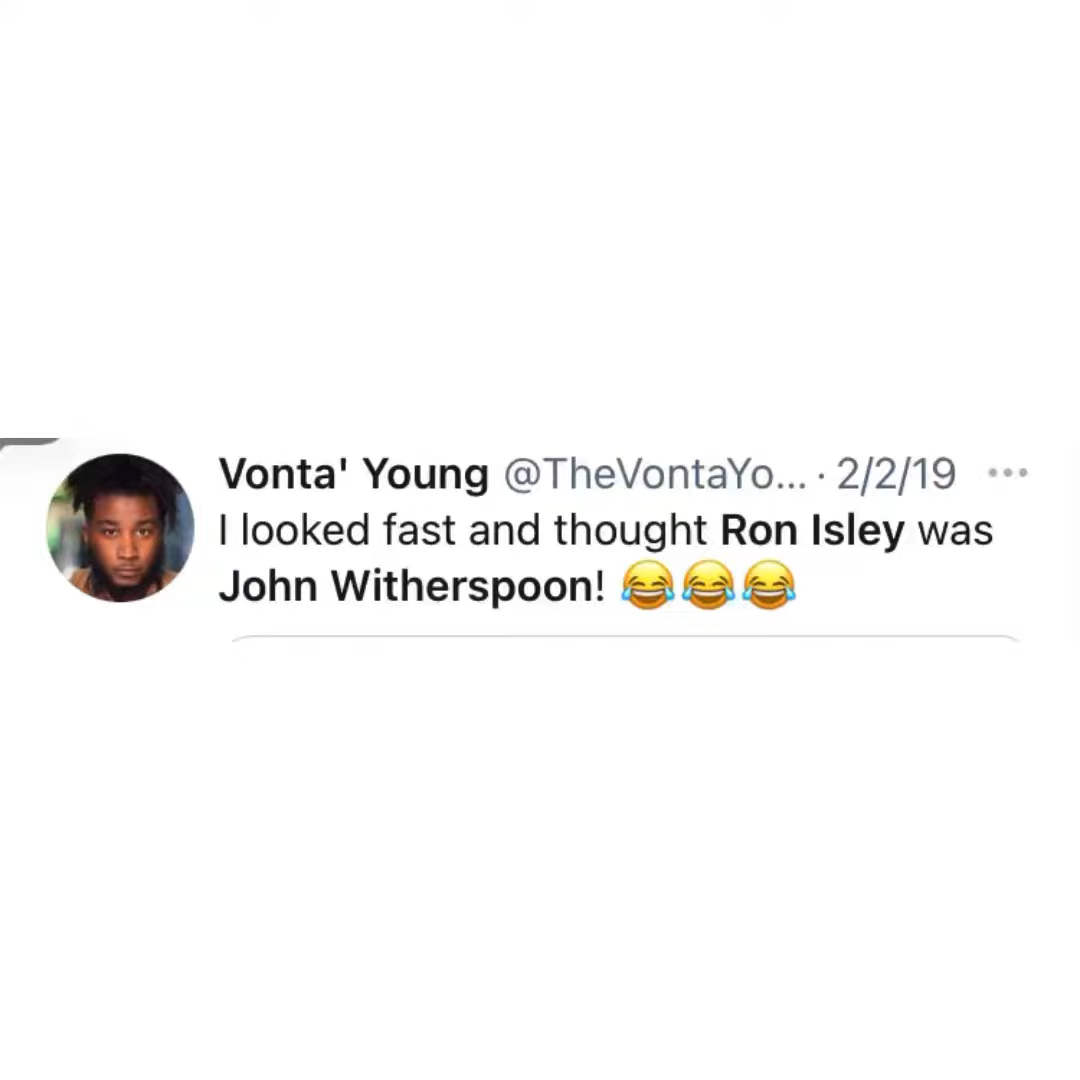 Vonta' Young @TheVontaYo... · 2/2/19 •••
I looked fast and thought Ron Isley was
John Witherspoon! 😂😂😂